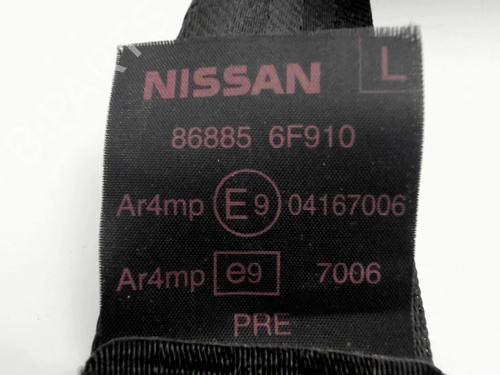 NISSAN L
86885 6F910
Ar4mp E9 04167006
Ar4mp e9 7006
PRE